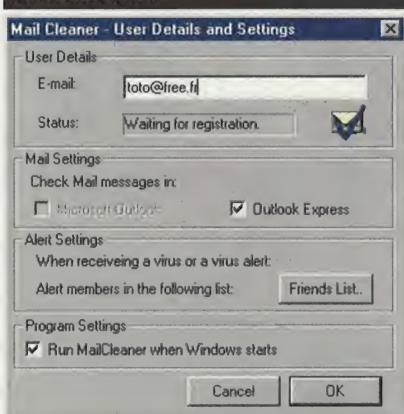 Mail Cleaner - User Details and Settings
User Details
E-mail:
toto@free.fr
Status:
Waiting for registration.
Mail Settings
Check Mail messages in:
Microsoft Outlook
Outlook Express
Alert Settings
When receiveing a virus or a virus alert:
Alert members in the following list:
Friends List..
Program Settings
Run MailCleaner when Windows starts
Cancel
OK